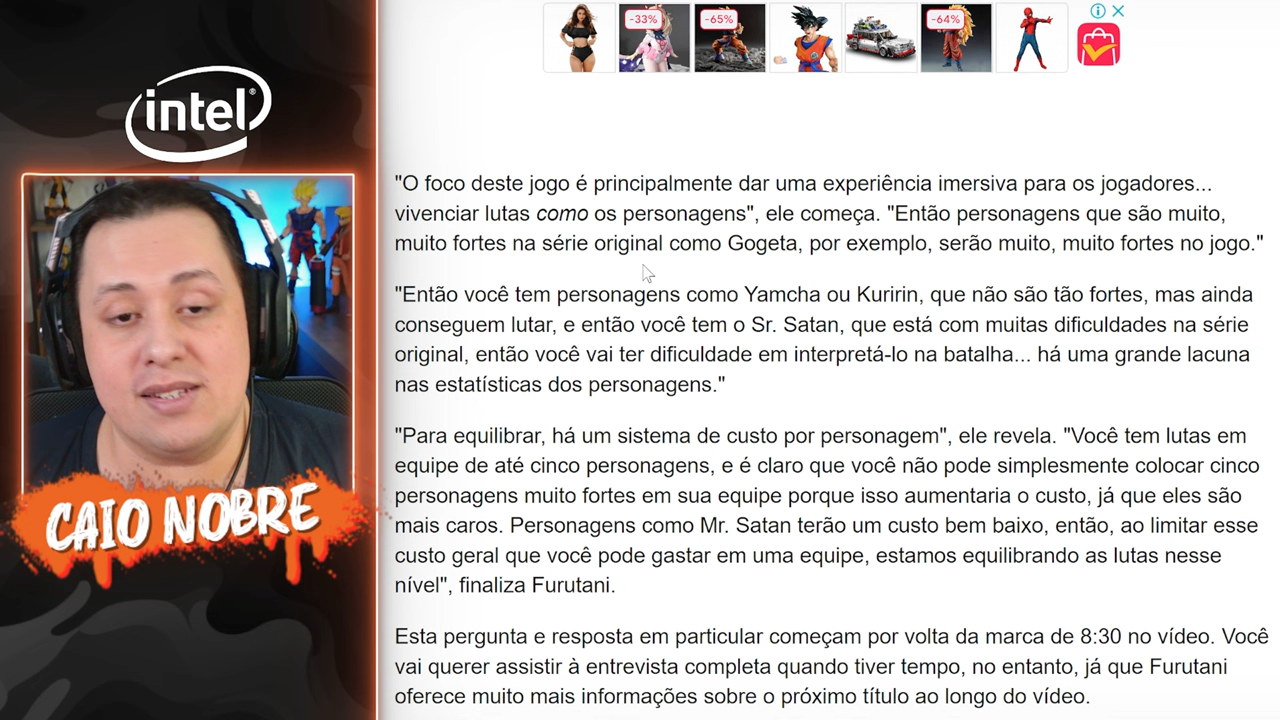 -33%
-65%
-64%
intel®
"O foco deste jogo é principalmente dar uma experiência imersiva para os jogadores...
vivenciar lutas como os personagens", ele começa. "Então personagens que são muito,
muito fortes na série original como Gogeta, por exemplo, serão muito, muito fortes no jogo."
"Então você tem personagens como Yamcha ou Kuririn, que não são tão fortes, mas ainda
conseguem lutar, e então você tem o Sr. Satan, que está com muitas dificuldades na série
original, então você vai ter dificuldade em interpretá-lo na batalha... há uma grande lacuna
nas estatísticas dos personagens."
"Para equilibrar, há um sistema de custo por personagem", ele revela. "Você tem lutas em
equipe de até cinco personagens, e é claro que você não pode simplesmente colocar cinco
personagens muito fortes em sua equipe porque isso aumentaria o custo, já que eles são
mais caros. Personagens como Mr. Satan terão um custo bem baixo, então, ao limitar esse
custo geral que você pode gastar em uma equipe, estamos equilibrando as lutas nesse
nível", finaliza Furutani.
Esta pergunta e resposta em particular começam por volta da marca de 8:30 no vídeo. Você
vai querer assistir à entrevista completa quando tiver tempo, no entanto, já que Furutani
oferece muito mais informações sobre o próximo título ao longo do vídeo.
CAIO NOBRE